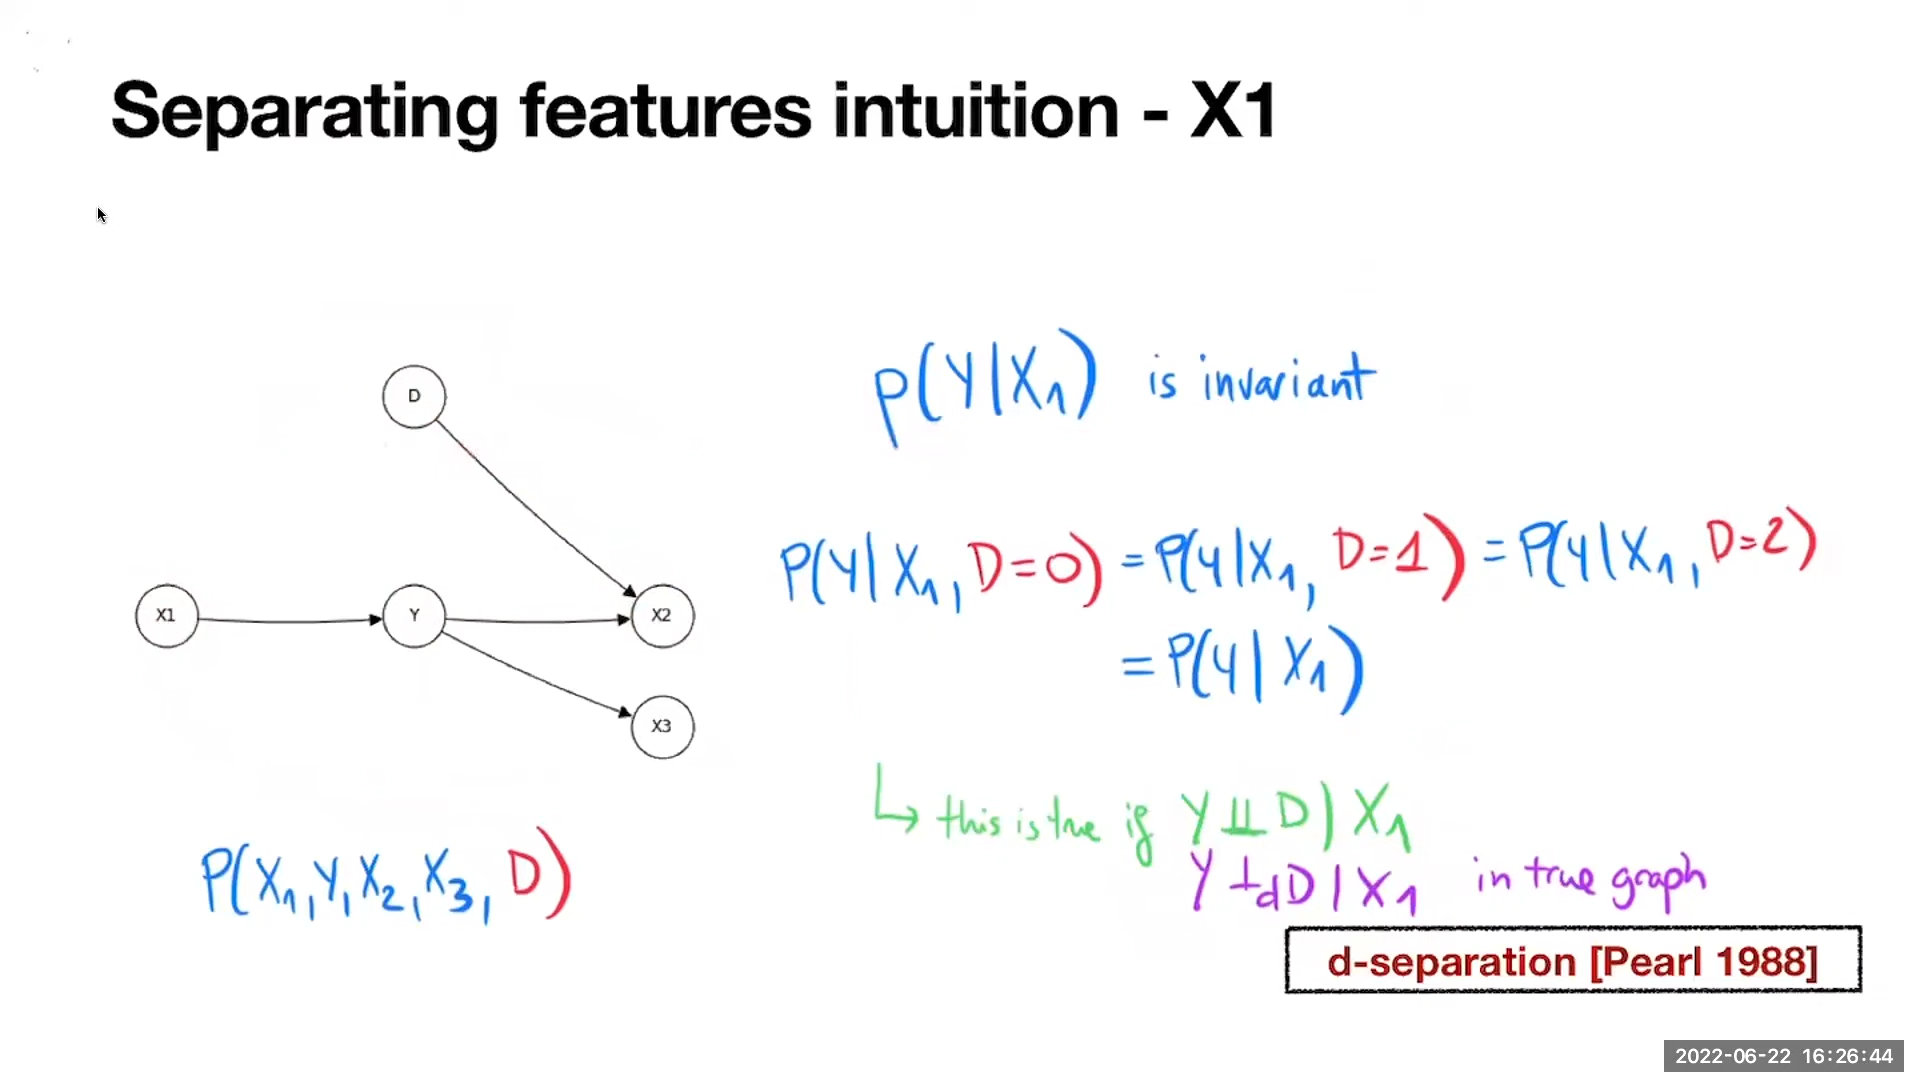 Separating features intuition - X1
p(Y|X₁) is invariant
D
P(Y|X₁, D=0) = P(Y|X₁, D=1) = P(Y|X₁, D=2)
X1
Y
X2
= P(Y|X₁)
X3
↳ this is true if Y ⫫ D | X₁
P(X₁, Y, X₂, X₃, D)
Y ⊥d D | X₁ in true graph
d-separation [Pearl 1988]
2022-06-22 16:26:44